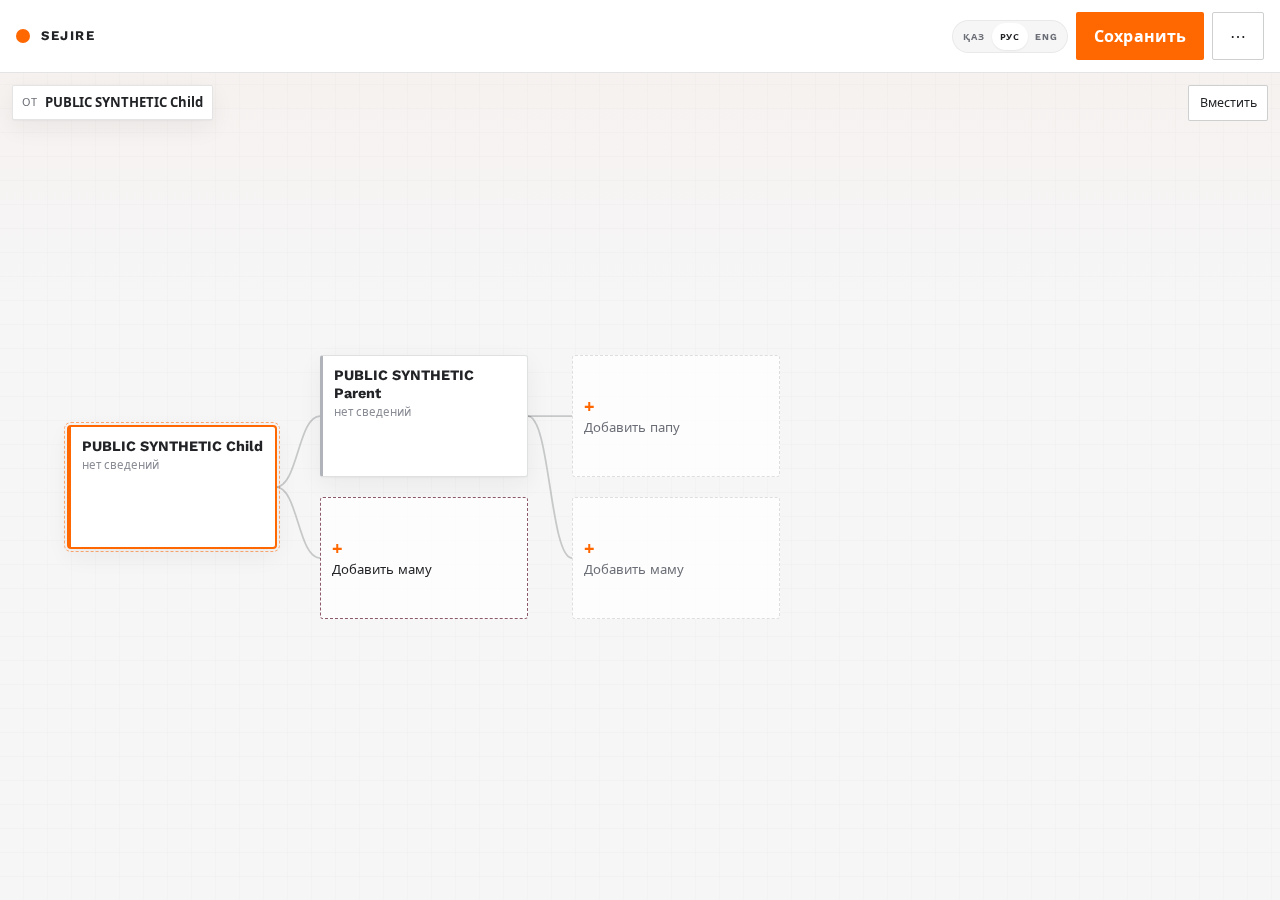 SEJIRE
ҚАЗ РУС ENG
Сохранить
⋯
ОТ PUBLIC SYNTHETIC Child
Вместить
PUBLIC SYNTHETIC
Parent
нет сведений
+
Добавить папу
PUBLIC SYNTHETIC Child
нет сведений
+
Добавить маму
+
Добавить маму